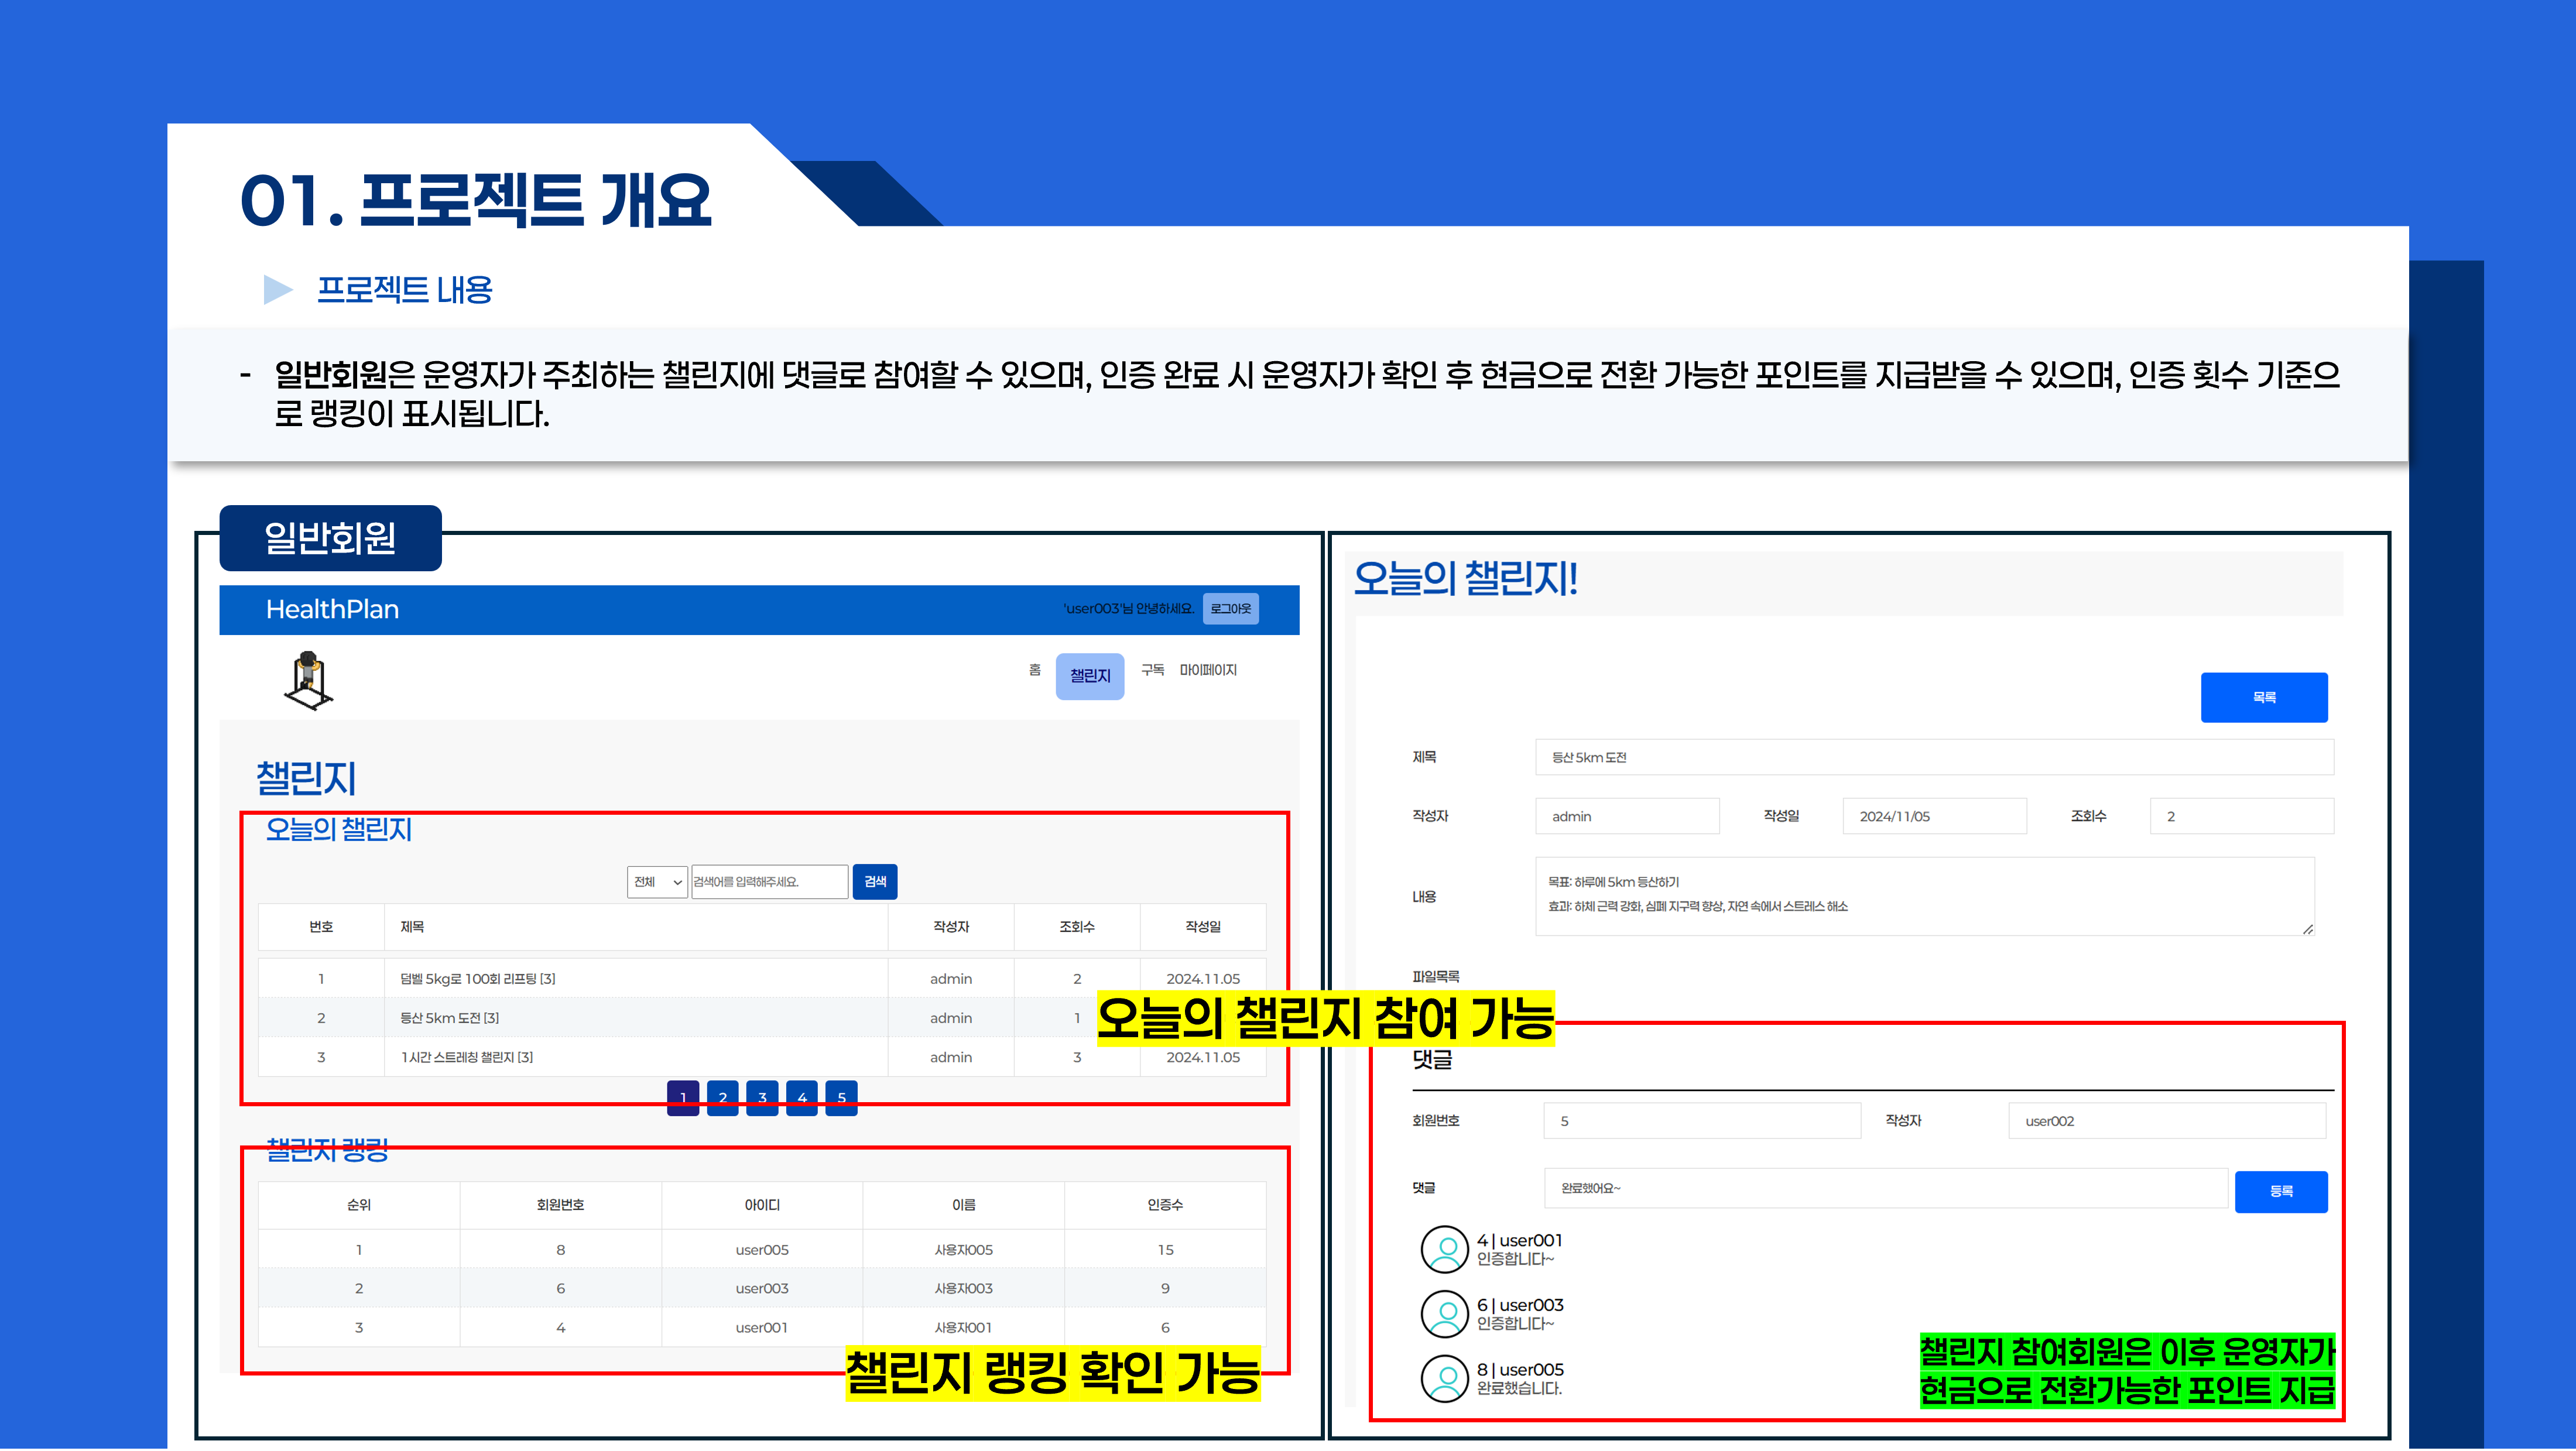 01. 프로젝트 개요
프로젝트 내용
- 일반회원은 운영자가 주최하는 챌린지에 댓글로 참여할 수 있으며, 인증 완료 시 운영자가 확인 후 현금으로 전환 가능한 포인트를 지급받을 수 있으며, 인증 횟수 기준으
로 랭킹이 표시됩니다.
일반회원
HealthPlan 'user003'님 안녕하세요. 로그아웃
홈 챌린지 구독 마이페이지
챌린지
오늘의 챌린지
전체 검색어를 입력해주세요. 검색
번호 제목 작성자 조회수 작성일
1 덤벨 5kg로 100회 리프팅 [3] admin 2 2024.11.05
2 등산 5km 도전 [3] admin 1
3 1시간 스트레칭 챌린지 [3] admin 3 2024.11.05
오늘의 챌린지 참여 가능
1 2 3 4 5
챌린지 랭킹
순위 회원번호 아이디 이름 인증수
1 8 user005 사용자005 15
2 6 user003 사용자003 9
3 4 user001 사용자001 6
챌린지 랭킹 확인 가능
오늘의 챌린지!
목록
제목 등산 5km 도전
작성자 admin 작성일 2024/11/05 조회수 2
내용 목표: 하루에 5km 등산하기
효과: 하체 근력 강화, 심폐 지구력 향상, 자연 속에서 스트레스 해소
파일목록
댓글
회원번호 5 작성자 user002
댓글 완료했어요~ 등록
4 | user001
인증합니다~
6 | user003
인증합니다~
8 | user005
완료했습니다.
챌린지 참여회원은 이후 운영자가
현금으로 전환가능한 포인트 지급